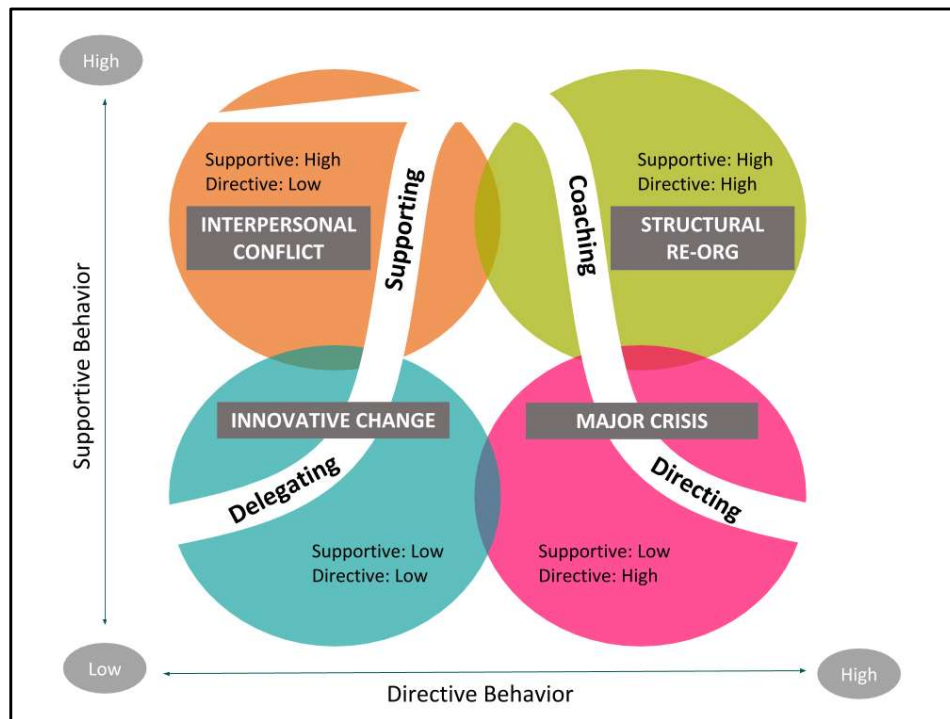 High
Supportive: High
Directive: Low
INTERPERSONAL
CONFLICT
Supporting
Coaching
Supportive: High
Directive: High
STRUCTURAL
RE-ORG
Supportive Behavior
INNOVATIVE CHANGE
MAJOR CRISIS
Delegating
Directing
Supportive: Low
Directive: Low
Supportive: Low
Directive: High
Low
Directive Behavior
High